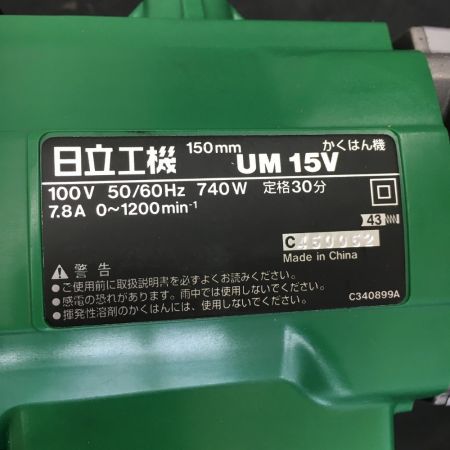 日立工機 150mm UM 15V かくはん機
100V 50/60Hz 740W 定格30分
7.8A 0〜1200min⁻¹
43
C
Made in China
警告
●ご使用前に取扱説明書を必ずよくお読みください。
●感電の恐れがあります。雨中では使用しないでください。
●揮発性溶剤のかくはんには、使用しないでください。
C340899A